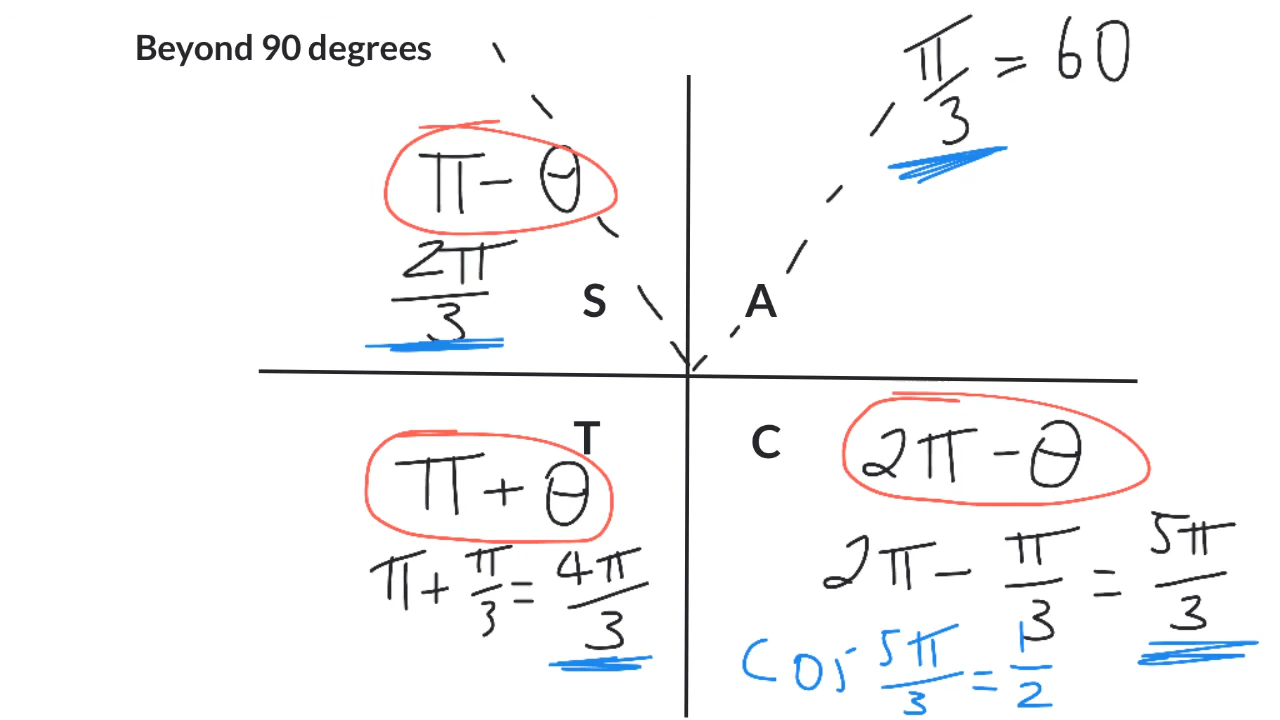 Beyond 90 degrees
π/3 = 60
π - θ
2π/3
S
A
T
C
π + θ
2π - θ
π + π/3 = 4π/3
2π - π/3 = 5π/3
cos 5π/3 = 1/2